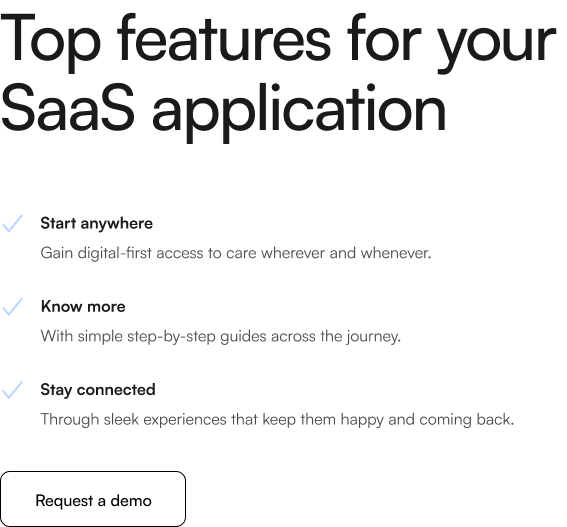 Top features for your
SaaS application
Start anywhere
Gain digital-first access to care wherever and whenever.
Know more
With simple step-by-step guides across the journey.
Stay connected
Through sleek experiences that keep them happy and coming back.
Request a demo